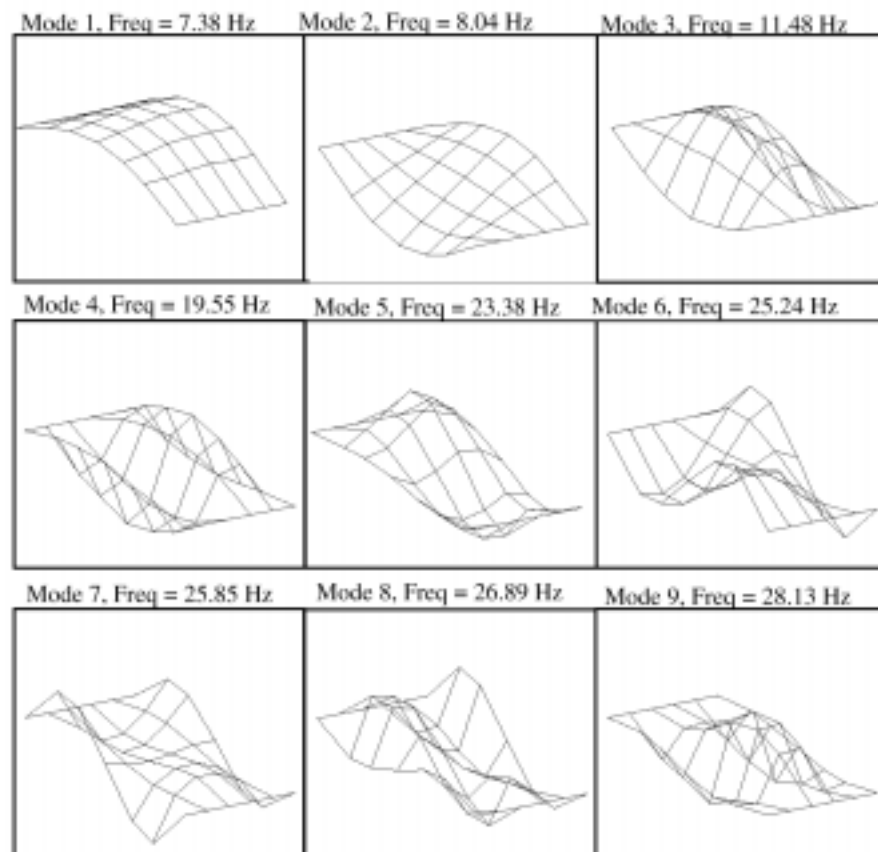 Mode 1, Freq = 7.38 Hz
Mode 2, Freq = 8.04 Hz
Mode 3, Freq = 11.48 Hz
Mode 4, Freq = 19.55 Hz
Mode 5, Freq = 23.38 Hz
Mode 6, Freq = 25.24 Hz
Mode 7, Freq = 25.85 Hz
Mode 8, Freq = 26.89 Hz
Mode 9, Freq = 28.13 Hz